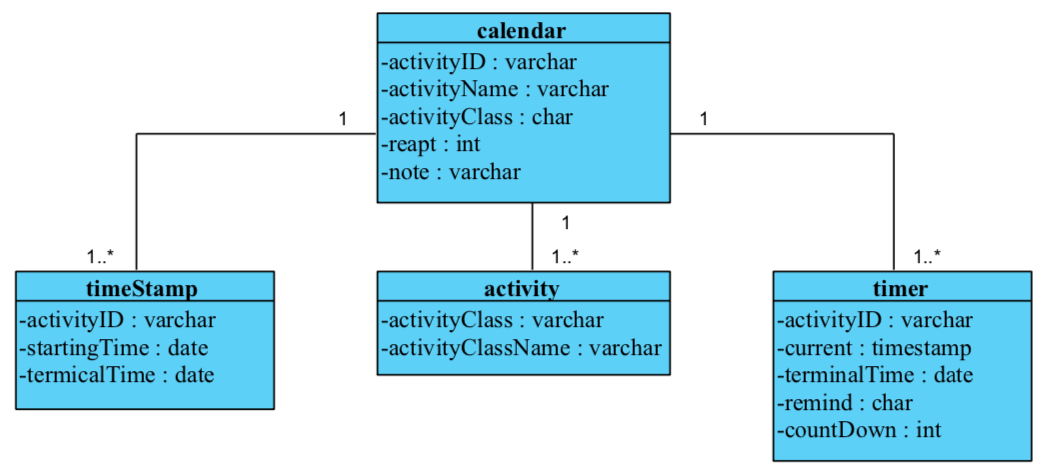 calendar
-activityID : varchar
-activityName : varchar
-activityClass : char
-reapt : int
-note : varchar
1
1
1
1..*
1..*
1..*
timeStamp
-activityID : varchar
-startingTime : date
-termicalTime : date
activity
-activityClass : varchar
-activityClassName : varchar
timer
-activityID : varchar
-current : timestamp
-terminalTime : date
-remind : char
-countDown : int